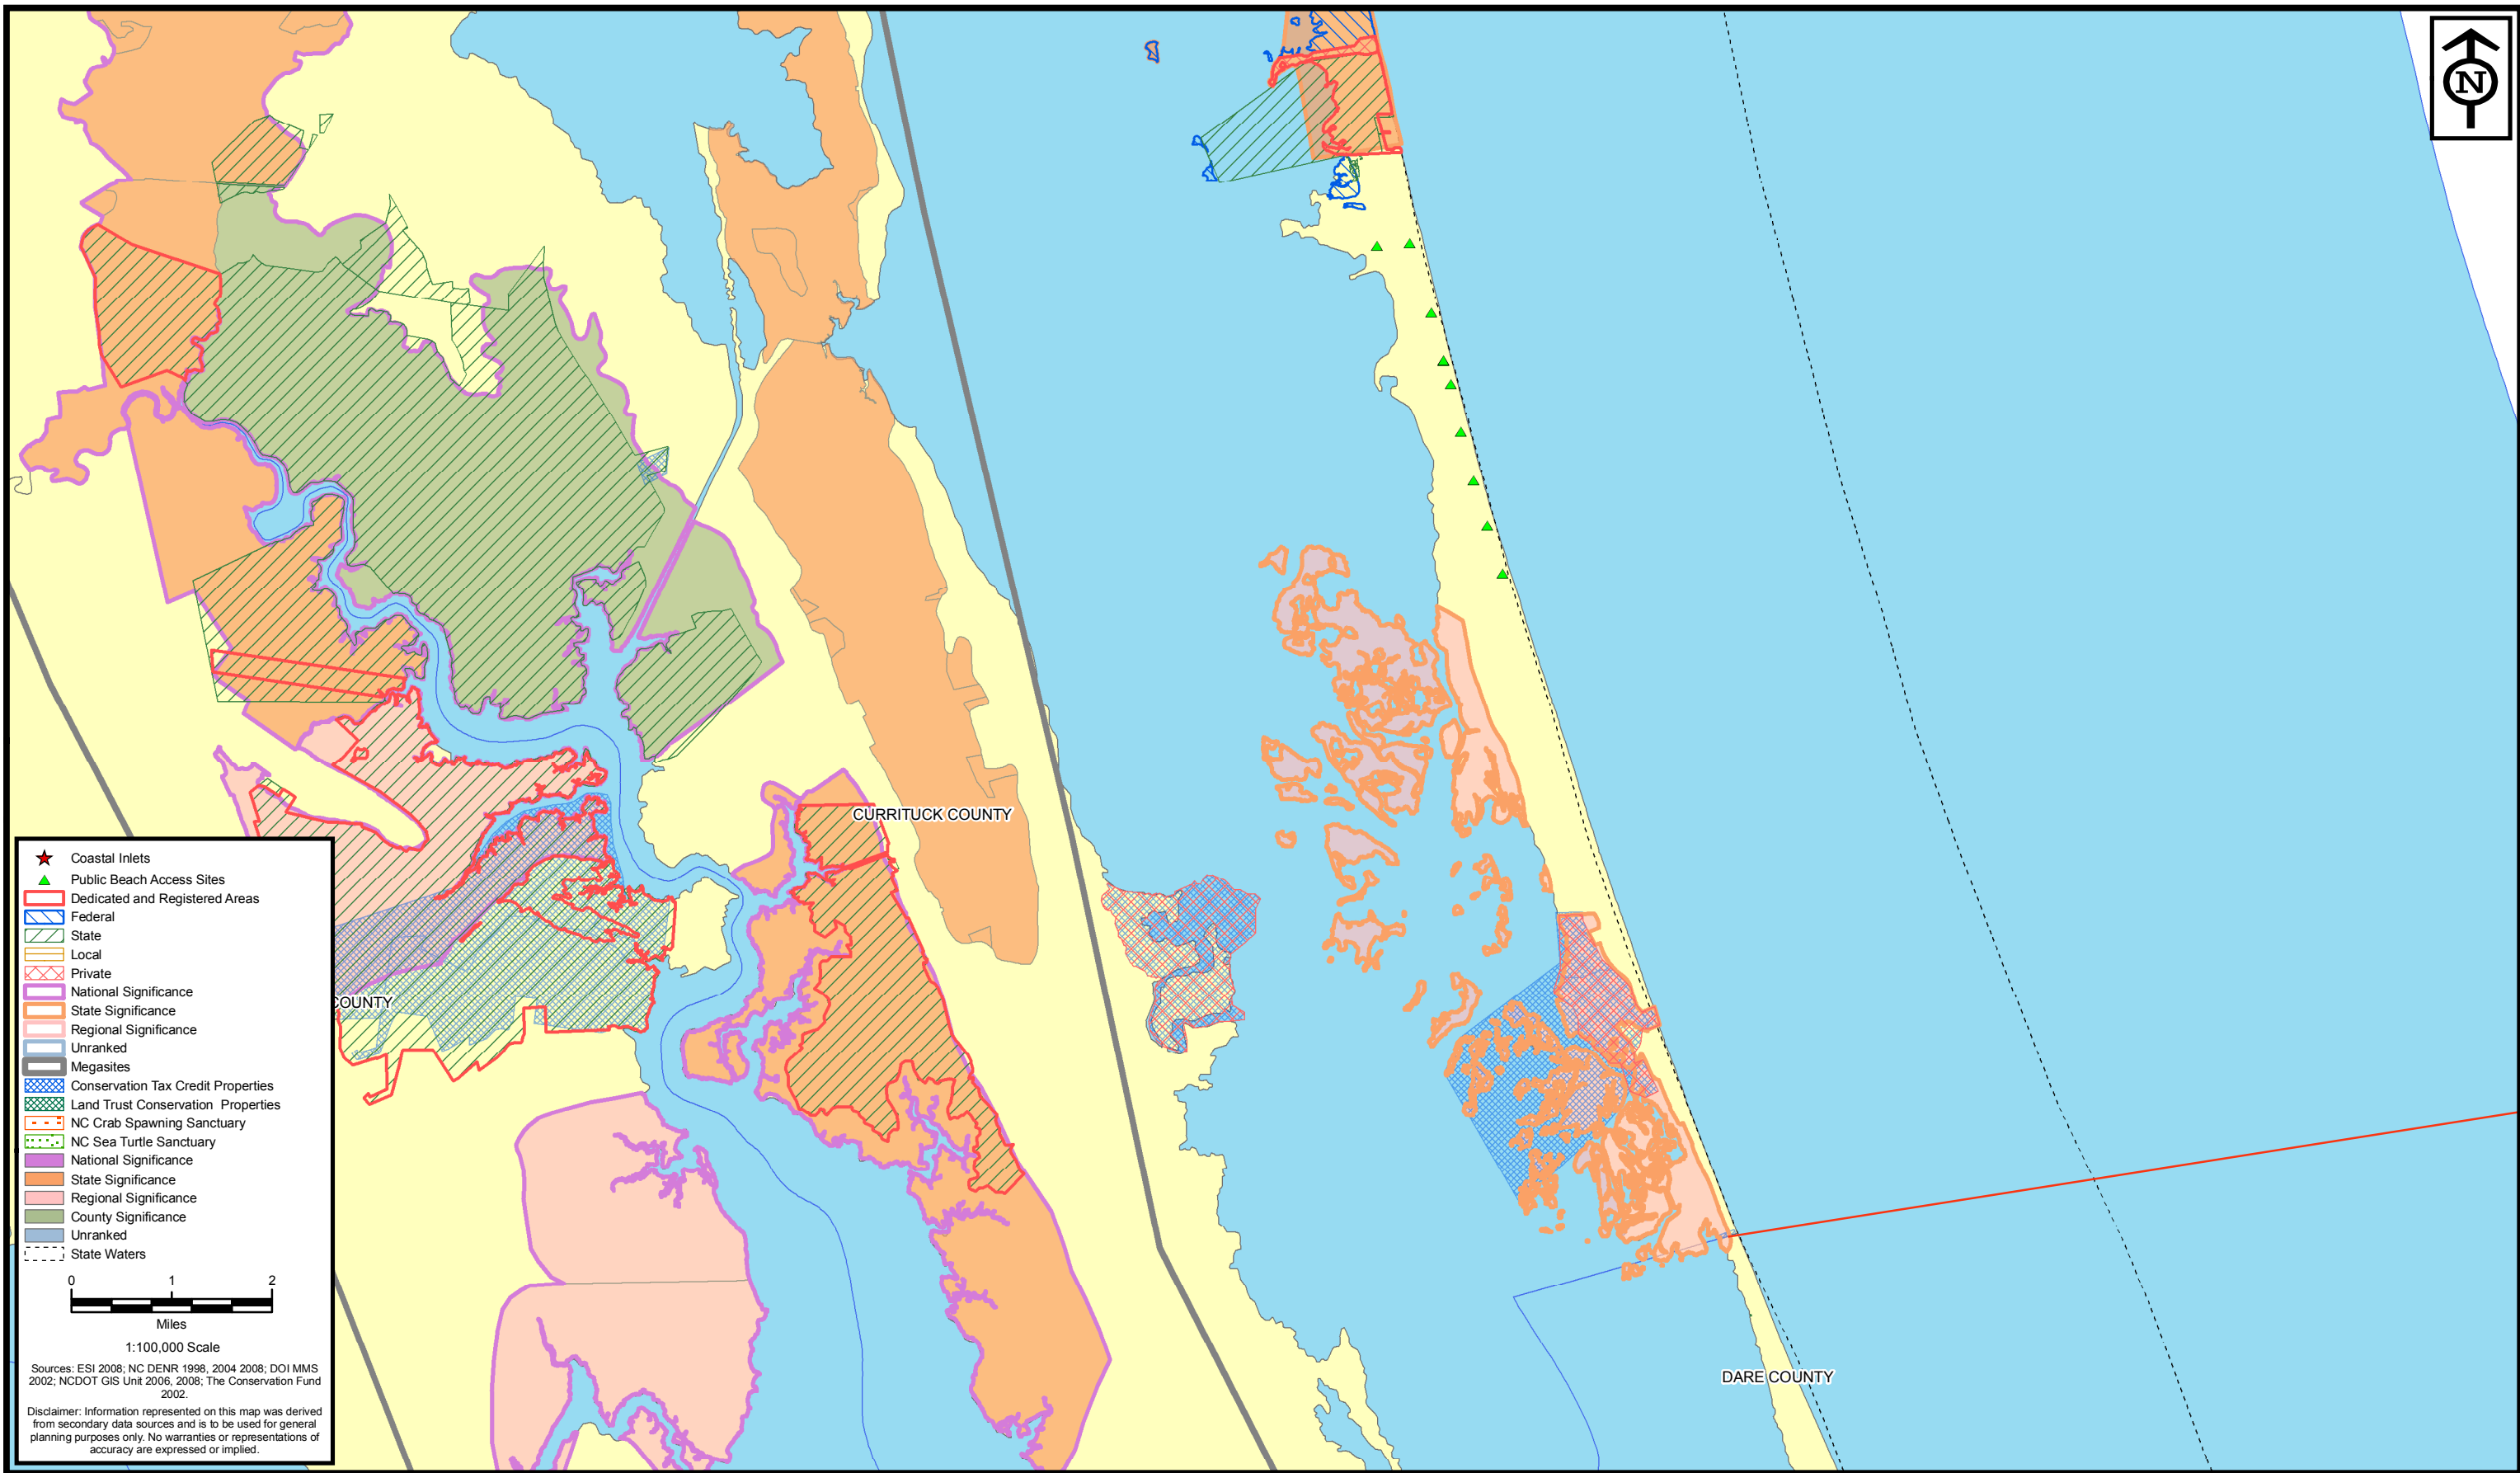 N
CURRITUCK COUNTY
COUNTY
DARE COUNTY
Coastal Inlets
Public Beach Access Sites
Dedicated and Registered Areas
Federal
State
Local
Private
National Significance
State Significance
Regional Significance
Unranked
Megasites
Conservation Tax Credit Properties
Land Trust Conservation Properties
NC Crab Spawning Sanctuary
NC Sea Turtle Sanctuary
National Significance
State Significance
Regional Significance
County Significance
Unranked
State Waters
0 1 2
Miles
1:100,000 Scale
Sources: ESI 2008; NC DENR 1998, 2004 2008; DOI MMS
2002; NCDOT GIS Unit 2006, 2008; The Conservation Fund
2002.
Disclaimer: Information represented on this map was derived
from secondary data sources and is to be used for general
planning purposes only. No warranties or representations of
accuracy are expressed or implied.